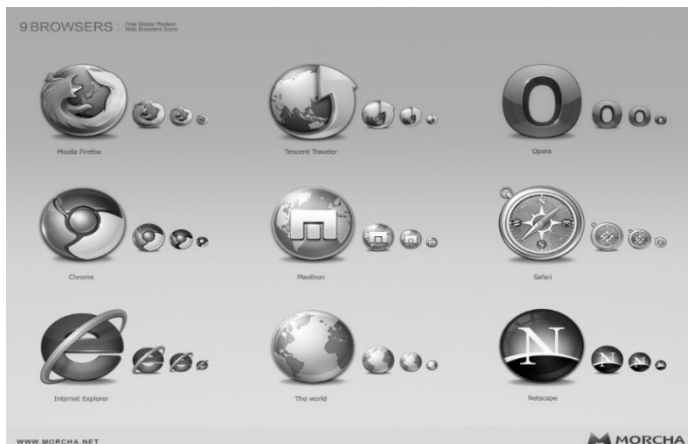 9 BROWSERS
Free Glossy Modern
Web Browsers Icons
Mozilla Firefox
Tencent Traveler
Opera
Chrome
Maxthon
Safari
N
Internet Explorer
The world
Netscape
WWW.MORCHA.NET
MORCHA